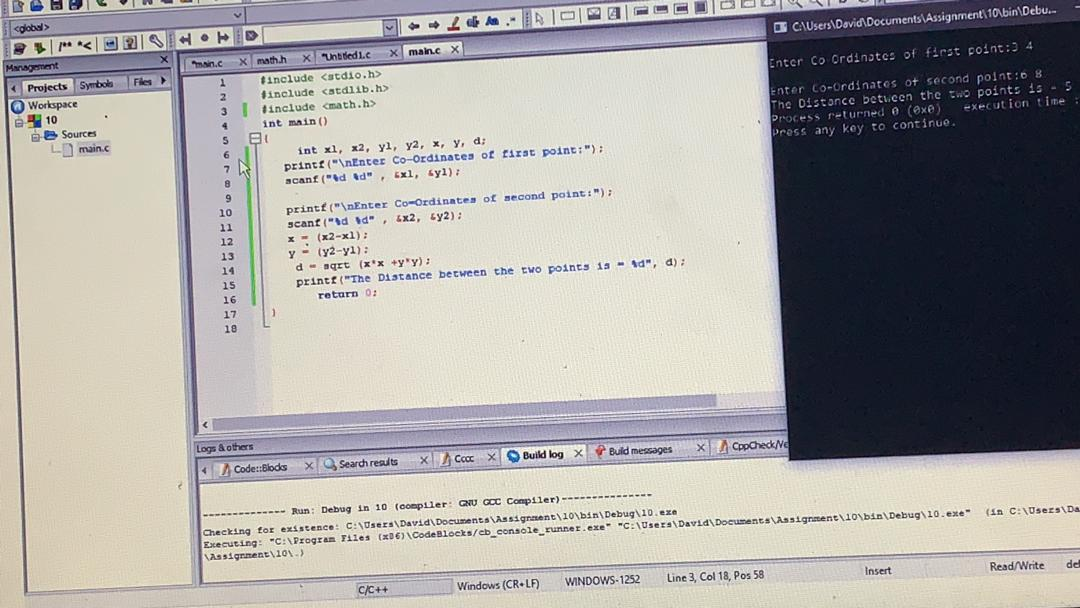 <global>
/** *<
Aa .*
Management
Projects Symbols Files
Workspace
10
Sources
main.c
*main.c X math.h X *Untitled1.c X main.c X
1 #include <stdio.h>
2 #include <stdlib.h>
3 #include <math.h>
4 int main()
5 {
6 int x1, x2, y1, y2, x, y, d;
7 printf("\nEnter Co-Ordinates of first point:");
8 scanf("%d %d" , &x1, &y1);
9
10 printf("\nEnter Co-Ordinates of second point:");
11 scanf("%d %d" , &x2, &y2);
12 x = (x2-x1);
13 y = (y2-y1);
14 d = sqrt (x*x +y*y);
15 printf("The Distance between the two points is = %d", d);
16 return 0;
17 }
18
C:\Users\David\Documents\Assignment\10\bin\Debu...
Enter Co-Ordinates of first point:3 4
Enter Co-Ordinates of second point:6 8
The Distance between the two points is = 5
Process returned 0 (0x0) execution time :
Press any key to continue.
Logs & others
Code::Blocks X Search results X Cccc X Build log X Build messages X CppCheck/Ve
-------------- Run: Debug in 10 (compiler: GNU GCC Compiler)---------------
Checking for existence: C:\Users\David\Documents\Assignment\10\bin\Debug\10.exe
Executing: "C:\Program Files (x86)\CodeBlocks/cb_console_runner.exe" "C:\Users\David\Documents\Assignment\10\bin\Debug\10.exe" (in C:\Users\Da
\Assignment\10\.)
C/C++ Windows (CR+LF) WINDOWS-1252 Line 3, Col 18, Pos 58 Insert Read/Write def